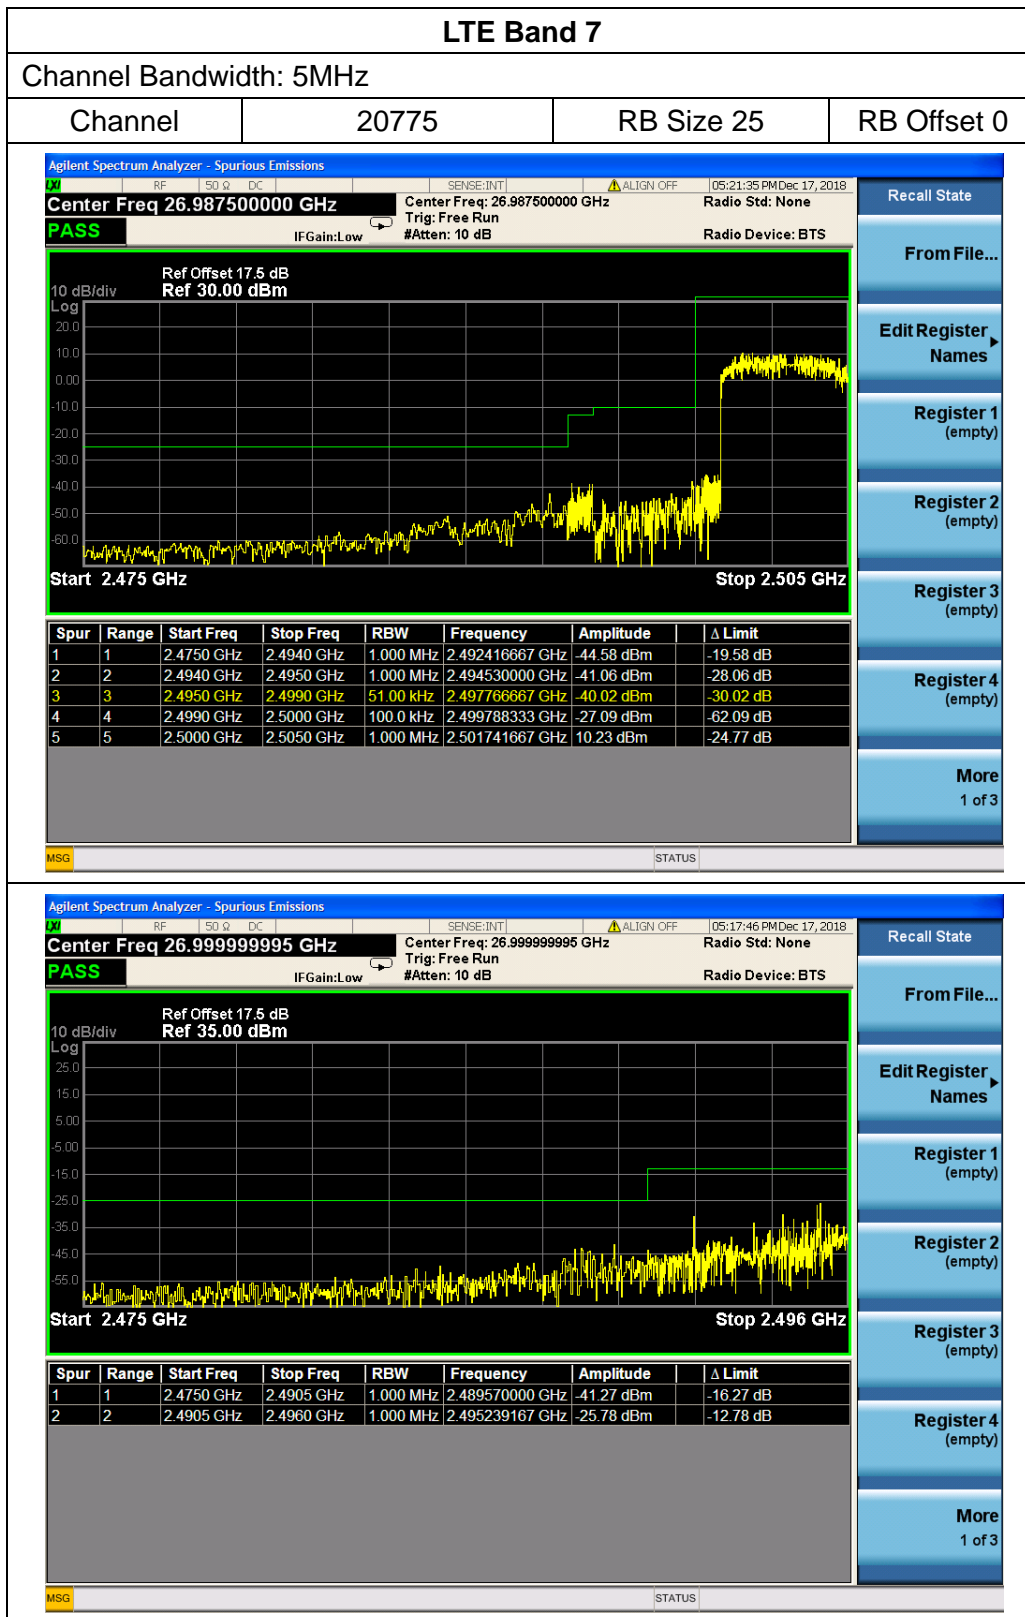 LTE Band 7
Channel Bandwidth: 5MHz
Channel 20775 RB Size 25 RB Offset 0
Agilent Spectrum Analyzer - Spurious Emissions
LXI RF 50 Ω DC SENSE:INT ALIGN OFF 05:21:35 PM Dec 17, 2018
Center Freq 26.987500000 GHz Center Freq: 26.987500000 GHz Radio Std: None
Trig: Free Run
PASS IFGain:Low #Atten: 10 dB Radio Device: BTS
Ref Offset 17.5 dB
10 dB/div Ref 30.00 dBm
Log
20.0
10.0
0.00
-10.0
-20.0
-30.0
-40.0
-50.0
-60.0
Start 2.475 GHz Stop 2.505 GHz
Spur Range Start Freq Stop Freq RBW Frequency Amplitude Δ Limit
1 1 2.4750 GHz 2.4940 GHz 1.000 MHz 2.492416667 GHz -44.58 dBm -19.58 dB
2 2 2.4940 GHz 2.4950 GHz 1.000 MHz 2.494530000 GHz -41.06 dBm -28.06 dB
3 3 2.4950 GHz 2.4990 GHz 51.00 kHz 2.497766667 GHz -40.02 dBm -30.02 dB
4 4 2.4990 GHz 2.5000 GHz 100.0 kHz 2.499788333 GHz -27.09 dBm -62.09 dB
5 5 2.5000 GHz 2.5050 GHz 1.000 MHz 2.501741667 GHz 10.23 dBm -24.77 dB
MSG STATUS
Recall State
From File...
Edit Register Names
Register 1
(empty)
Register 2
(empty)
Register 3
(empty)
Register 4
(empty)
More
1 of 3
Agilent Spectrum Analyzer - Spurious Emissions
LXI RF 50 Ω DC SENSE:INT ALIGN OFF 05:17:46 PM Dec 17, 2018
Center Freq 26.999999995 GHz Center Freq: 26.999999995 GHz Radio Std: None
Trig: Free Run
PASS IFGain:Low #Atten: 10 dB Radio Device: BTS
Ref Offset 17.5 dB
10 dB/div Ref 35.00 dBm
Log
25.0
15.0
5.00
-5.00
-15.0
-25.0
-35.0
-45.0
-55.0
Start 2.475 GHz Stop 2.496 GHz
Spur Range Start Freq Stop Freq RBW Frequency Amplitude Δ Limit
1 1 2.4750 GHz 2.4905 GHz 1.000 MHz 2.489570000 GHz -41.27 dBm -16.27 dB
2 2 2.4905 GHz 2.4960 GHz 1.000 MHz 2.495239167 GHz -25.78 dBm -12.78 dB
MSG STATUS
Recall State
From File...
Edit Register Names
Register 1
(empty)
Register 2
(empty)
Register 3
(empty)
Register 4
(empty)
More
1 of 3